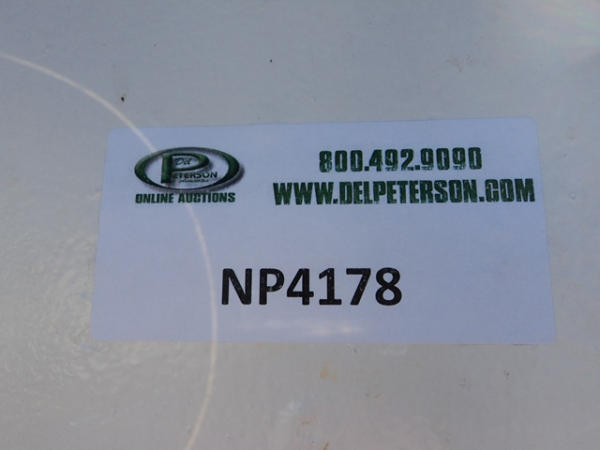 Del
PETERSON
ONLINE AUCTIONS
800.492.9090
WWW.DELPETERSON.COM
NP4178